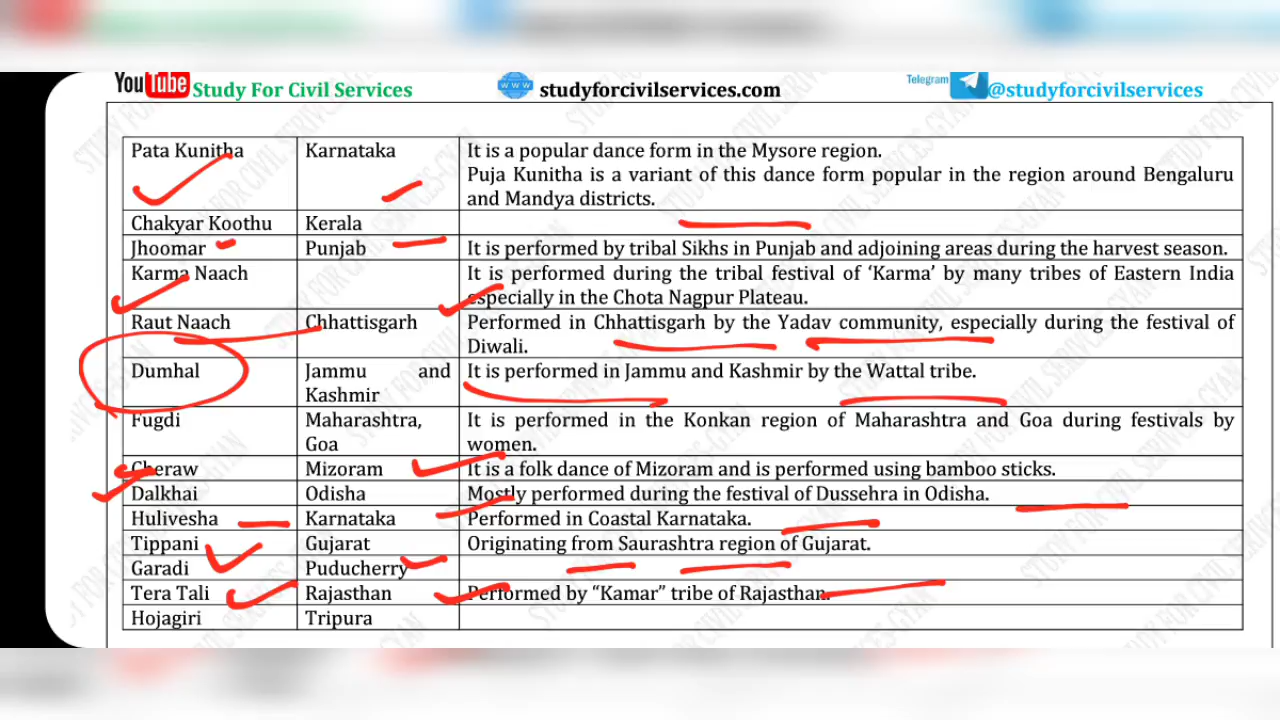 YouTube Study For Civil Services
www studyforcivilservices.com
Telegram @studyforcivilservices
Pata Kunitha Karnataka It is a popular dance form in the Mysore region.
Puja Kunitha is a variant of this dance form popular in the region around Bengaluru
and Mandya districts.
Chakyar Koothu Kerala
Jhoomar Punjab It is performed by tribal Sikhs in Punjab and adjoining areas during the harvest season.
Karma Naach It is performed during the tribal festival of ‘Karma’ by many tribes of Eastern India
especially in the Chota Nagpur Plateau.
Raut Naach Chhattisgarh Performed in Chhattisgarh by the Yadav community, especially during the festival of
Diwali.
Dumhal Jammu and It is performed in Jammu and Kashmir by the Wattal tribe.
Kashmir
Fugdi Maharashtra, It is performed in the Konkan region of Maharashtra and Goa during festivals by
Goa women.
Cheraw Mizoram It is a folk dance of Mizoram and is performed using bamboo sticks.
Dalkhai Odisha Mostly performed during the festival of Dussehra in Odisha.
Hulivesha Karnataka Performed in Coastal Karnataka.
Tippani Gujarat Originating from Saurashtra region of Gujarat.
Garadi Puducherry
Tera Tali Rajasthan Performed by “Kamar” tribe of Rajasthan.
Hojagiri Tripura